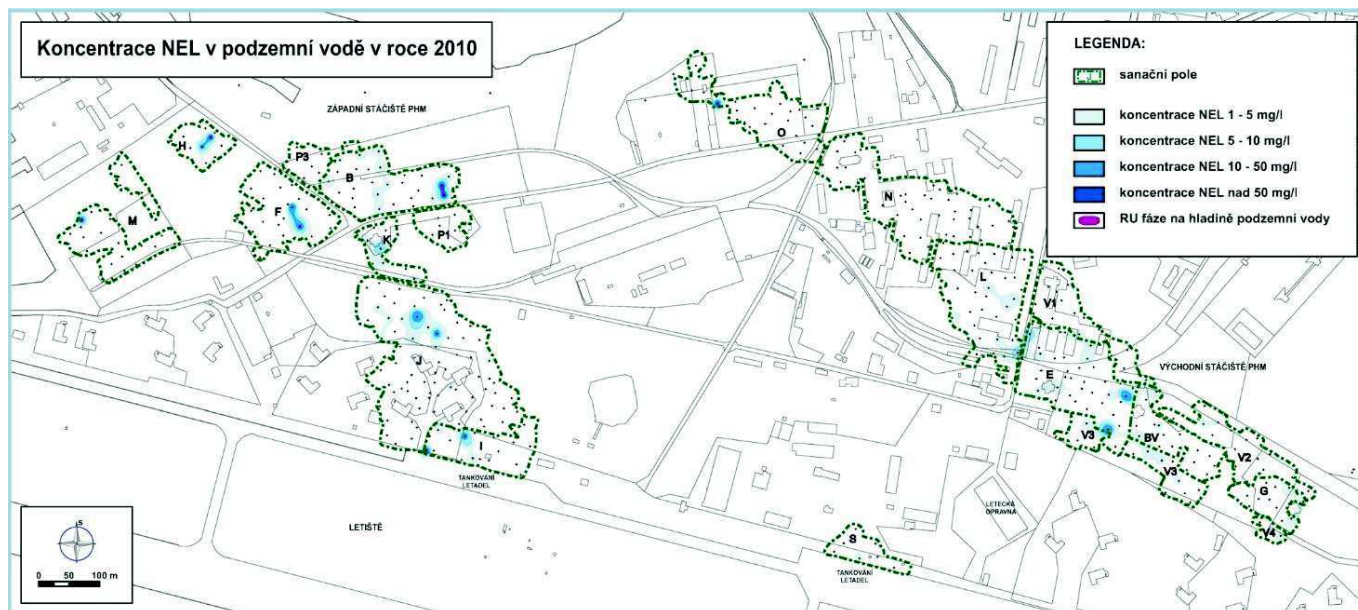 Koncentrace NEL v podzemní vodě v roce 2010
LEGENDA:
sanační pole
koncentrace NEL 1 - 5 mg/l
koncentrace NEL 5 - 10 mg/l
koncentrace NEL 10 - 50 mg/l
koncentrace NEL nad 50 mg/l
RU fáze na hladině podzemní vody
ZÁPADNÍ STÁČIŠTĚ PHM
O
H
P3
B
N
M
F
K
P1
L
V1
J
E
VÝCHODNÍ STÁČIŠTĚ PHM
I
V3
BV
V2
V3
G
TANKOVÁNÍ
LETADEL
LETECKÁ
OPRAVNA
LETIŠTĚ
V4
S
TANKOVÁNÍ
LETADEL
S
0 50 100 m